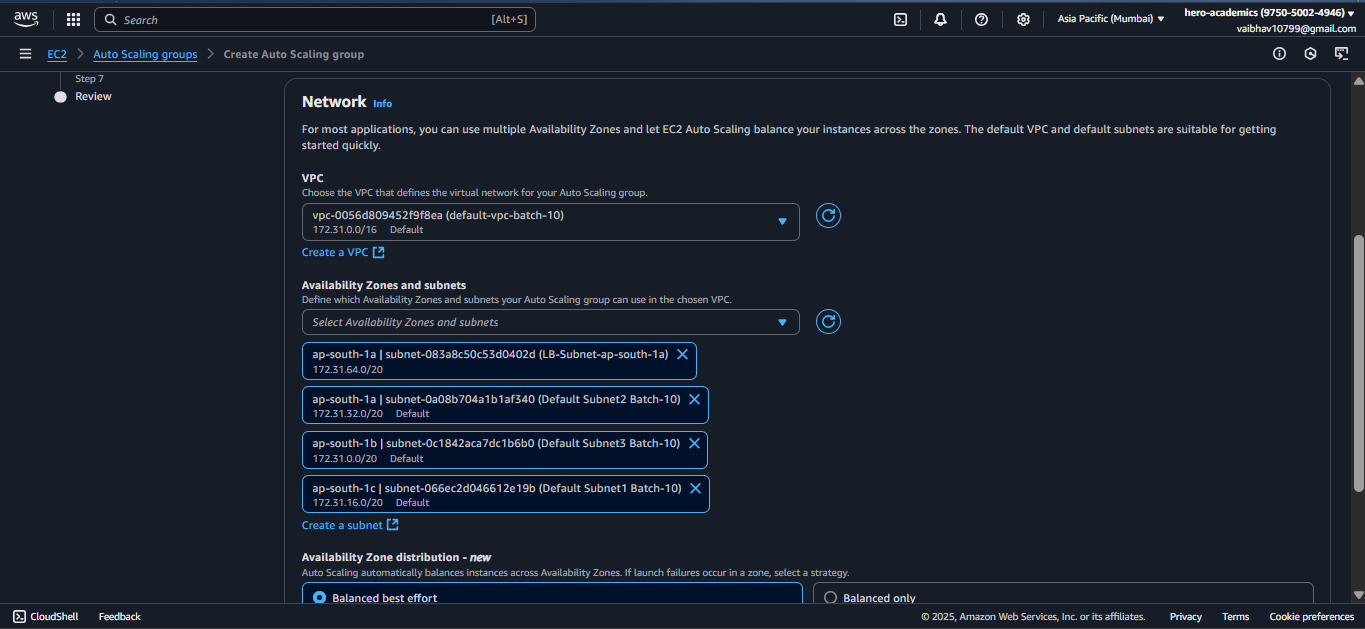 aws
Search [Alt+S]
Asia Pacific (Mumbai)
hero-academics (9750-5002-4946)
vaibhav10799@gmail.com
EC2 > Auto Scaling groups > Create Auto Scaling group
Step 7
Review
Network Info
For most applications, you can use multiple Availability Zones and let EC2 Auto Scaling balance your instances across the zones. The default VPC and default subnets are suitable for getting
started quickly.
VPC
Choose the VPC that defines the virtual network for your Auto Scaling group.
vpc-0056d809452f9f8ea (default-vpc-batch-10)
172.31.0.0/16 Default
Create a VPC
Availability Zones and subnets
Define which Availability Zones and subnets your Auto Scaling group can use in the chosen VPC.
Select Availability Zones and subnets
ap-south-1a | subnet-083a8c50c53d0402d (LB-Subnet-ap-south-1a)
172.31.64.0/20
ap-south-1a | subnet-0a08b704a1b1af340 (Default Subnet2 Batch-10)
172.31.32.0/20 Default
ap-south-1b | subnet-0c1842aca7dc1b6b0 (Default Subnet3 Batch-10)
172.31.0.0/20 Default
ap-south-1c | subnet-066ec2d046612e19b (Default Subnet1 Batch-10)
172.31.16.0/20 Default
Create a subnet
Availability Zone distribution - new
Auto Scaling automatically balances instances across Availability Zones. If launch failures occur in a zone, select a strategy.
Balanced best effort
Balanced only
CloudShell Feedback © 2025, Amazon Web Services, Inc. or its affiliates. Privacy Terms Cookie preferences